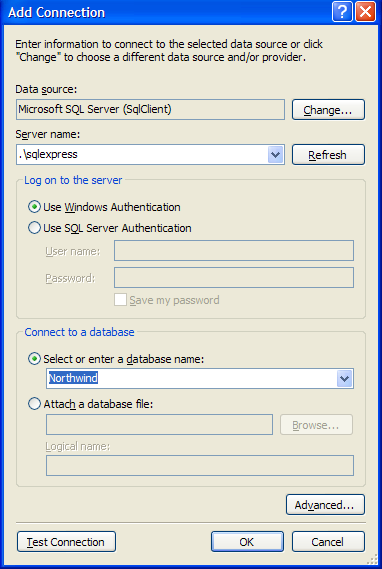 Add Connection
Enter information to connect to the selected data source or click
"Change" to choose a different data source and/or provider.
Data source:
Microsoft SQL Server (SqlClient)
Change...
Server name:
.\sqlexpress
Refresh
Log on to the server
Use Windows Authentication
Use SQL Server Authentication
User name:
Password:
Save my password
Connect to a database
Select or enter a database name:
Northwind
Attach a database file:
Browse...
Logical name:
Advanced...
Test Connection
OK
Cancel